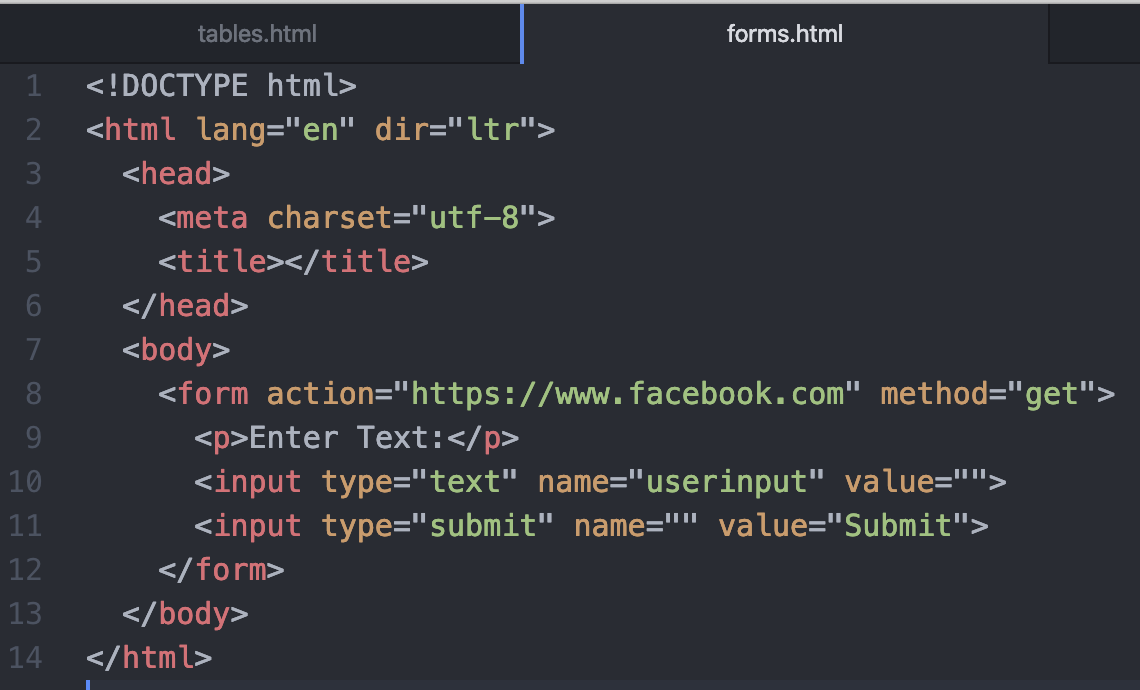 tables.html forms.html
1 <!DOCTYPE html>
2 <html lang="en" dir="ltr">
3   <head>
4     <meta charset="utf-8">
5     <title></title>
6   </head>
7   <body>
8     <form action="https://www.facebook.com" method="get">
9       <p>Enter Text:</p>
10       <input type="text" name="userinput" value="">
11       <input type="submit" name="" value="Submit">
12     </form>
13   </body>
14 </html>